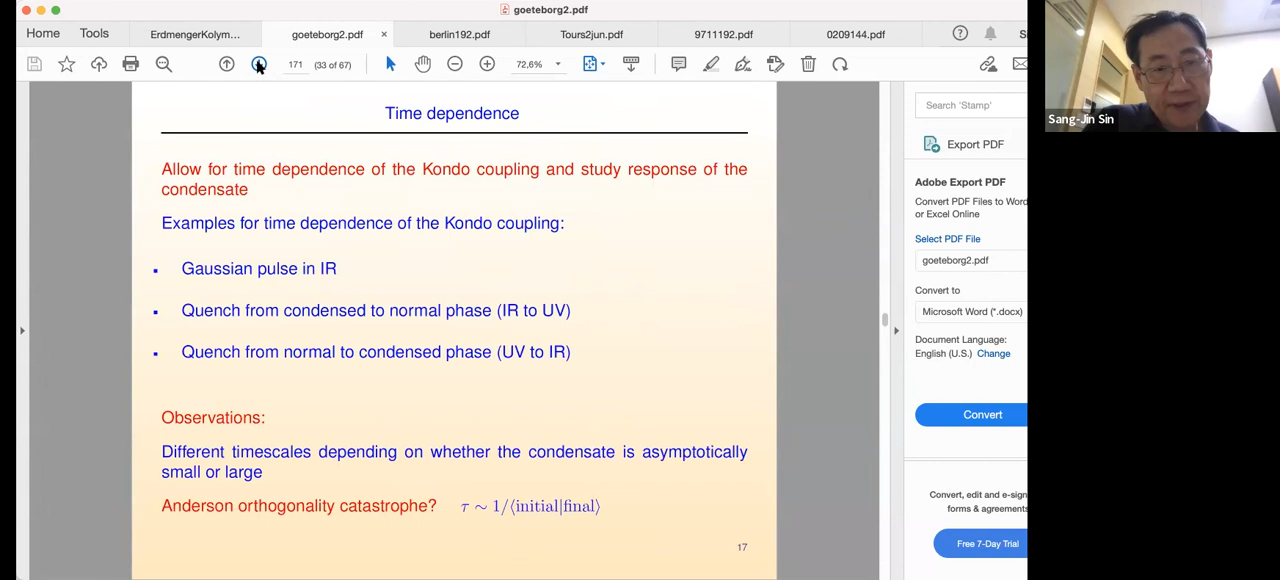 goeteborg2.pdf
Home Tools ErdmengerKolym... goeteborg2.pdf × berlin192.pdf Tours2jun.pdf 9711192.pdf 0209144.pdf
171 (33 of 67) 72,6%
Time dependence
Allow for time dependence of the Kondo coupling and study response of the
condensate
Examples for time dependence of the Kondo coupling:
▪ Gaussian pulse in IR
▪ Quench from condensed to normal phase (IR to UV)
▪ Quench from normal to condensed phase (UV to IR)
Observations:
Different timescales depending on whether the condensate is asymptotically
small or large
Anderson orthogonality catastrophe? τ ∼ 1/⟨initial|final⟩
17
Search 'Stamp'
Export PDF
Adobe Export PDF
Convert PDF Files to Word
or Excel Online
Select PDF File
goeteborg2.pdf
Convert to
Microsoft Word (*.docx)
Document Language:
English (U.S.) Change
Convert
Convert, edit and e-sign
forms & agreements
Free 7-Day Trial
Sang-Jin Sin